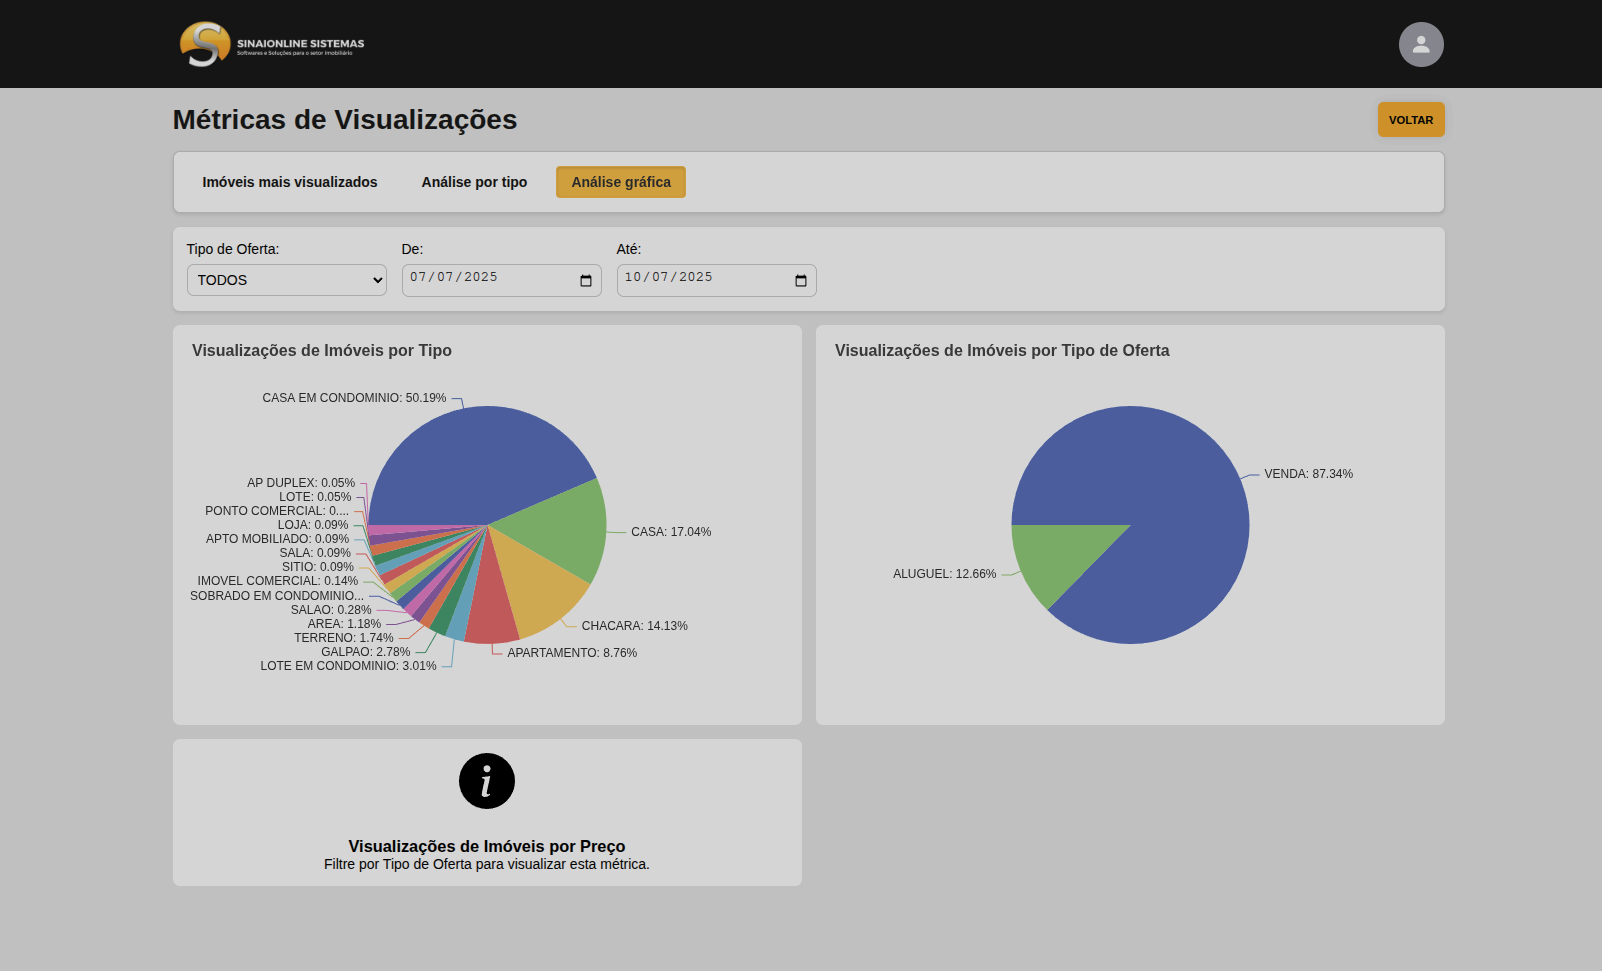 SINAIONLINE SISTEMAS
Softwares e Soluções para o setor imobiliário
Métricas de Visualizações
VOLTAR
Imóveis mais visualizados
Análise por tipo
Análise gráfica
Tipo de Oferta:
De:
Até:
TODOS
07/07/2025
10/07/2025
Visualizações de Imóveis por Tipo
CASA EM CONDOMINIO: 50.19%
AP DUPLEX: 0.05%
LOTE: 0.05%
PONTO COMERCIAL: 0....
LOJA: 0.09%
APTO MOBILIADO: 0.09%
SALA: 0.09%
SITIO: 0.09%
IMOVEL COMERCIAL: 0.14%
SOBRADO EM CONDOMINIO...
SALAO: 0.28%
AREA: 1.18%
TERRENO: 1.74%
GALPAO: 2.78%
LOTE EM CONDOMINIO: 3.01%
CASA: 17.04%
CHACARA: 14.13%
APARTAMENTO: 8.76%
Visualizações de Imóveis por Tipo de Oferta
VENDA: 87.34%
ALUGUEL: 12.66%
Visualizações de Imóveis por Preço
Filtre por Tipo de Oferta para visualizar esta métrica.